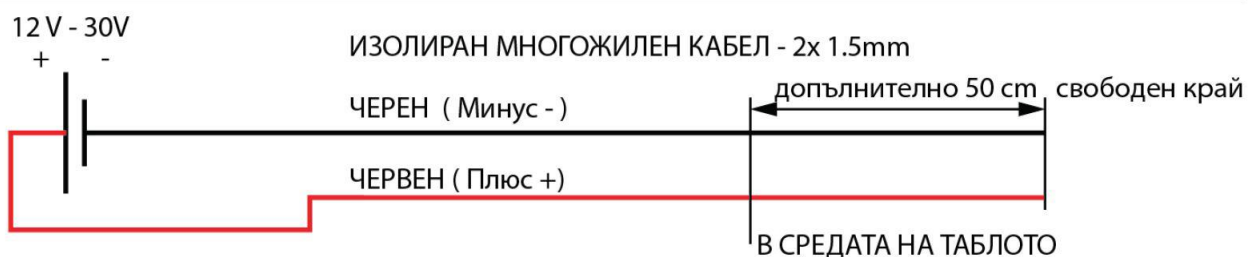 12 V - 30V
+ -
ИЗОЛИРАН МНОГОЖИЛЕН КАБЕЛ - 2x 1.5mm
допълнително 50 cm свободен край
ЧЕРЕН ( Минус - )
ЧЕРВЕН ( Плюс +)
В СРЕДАТА НА ТАБЛОТО